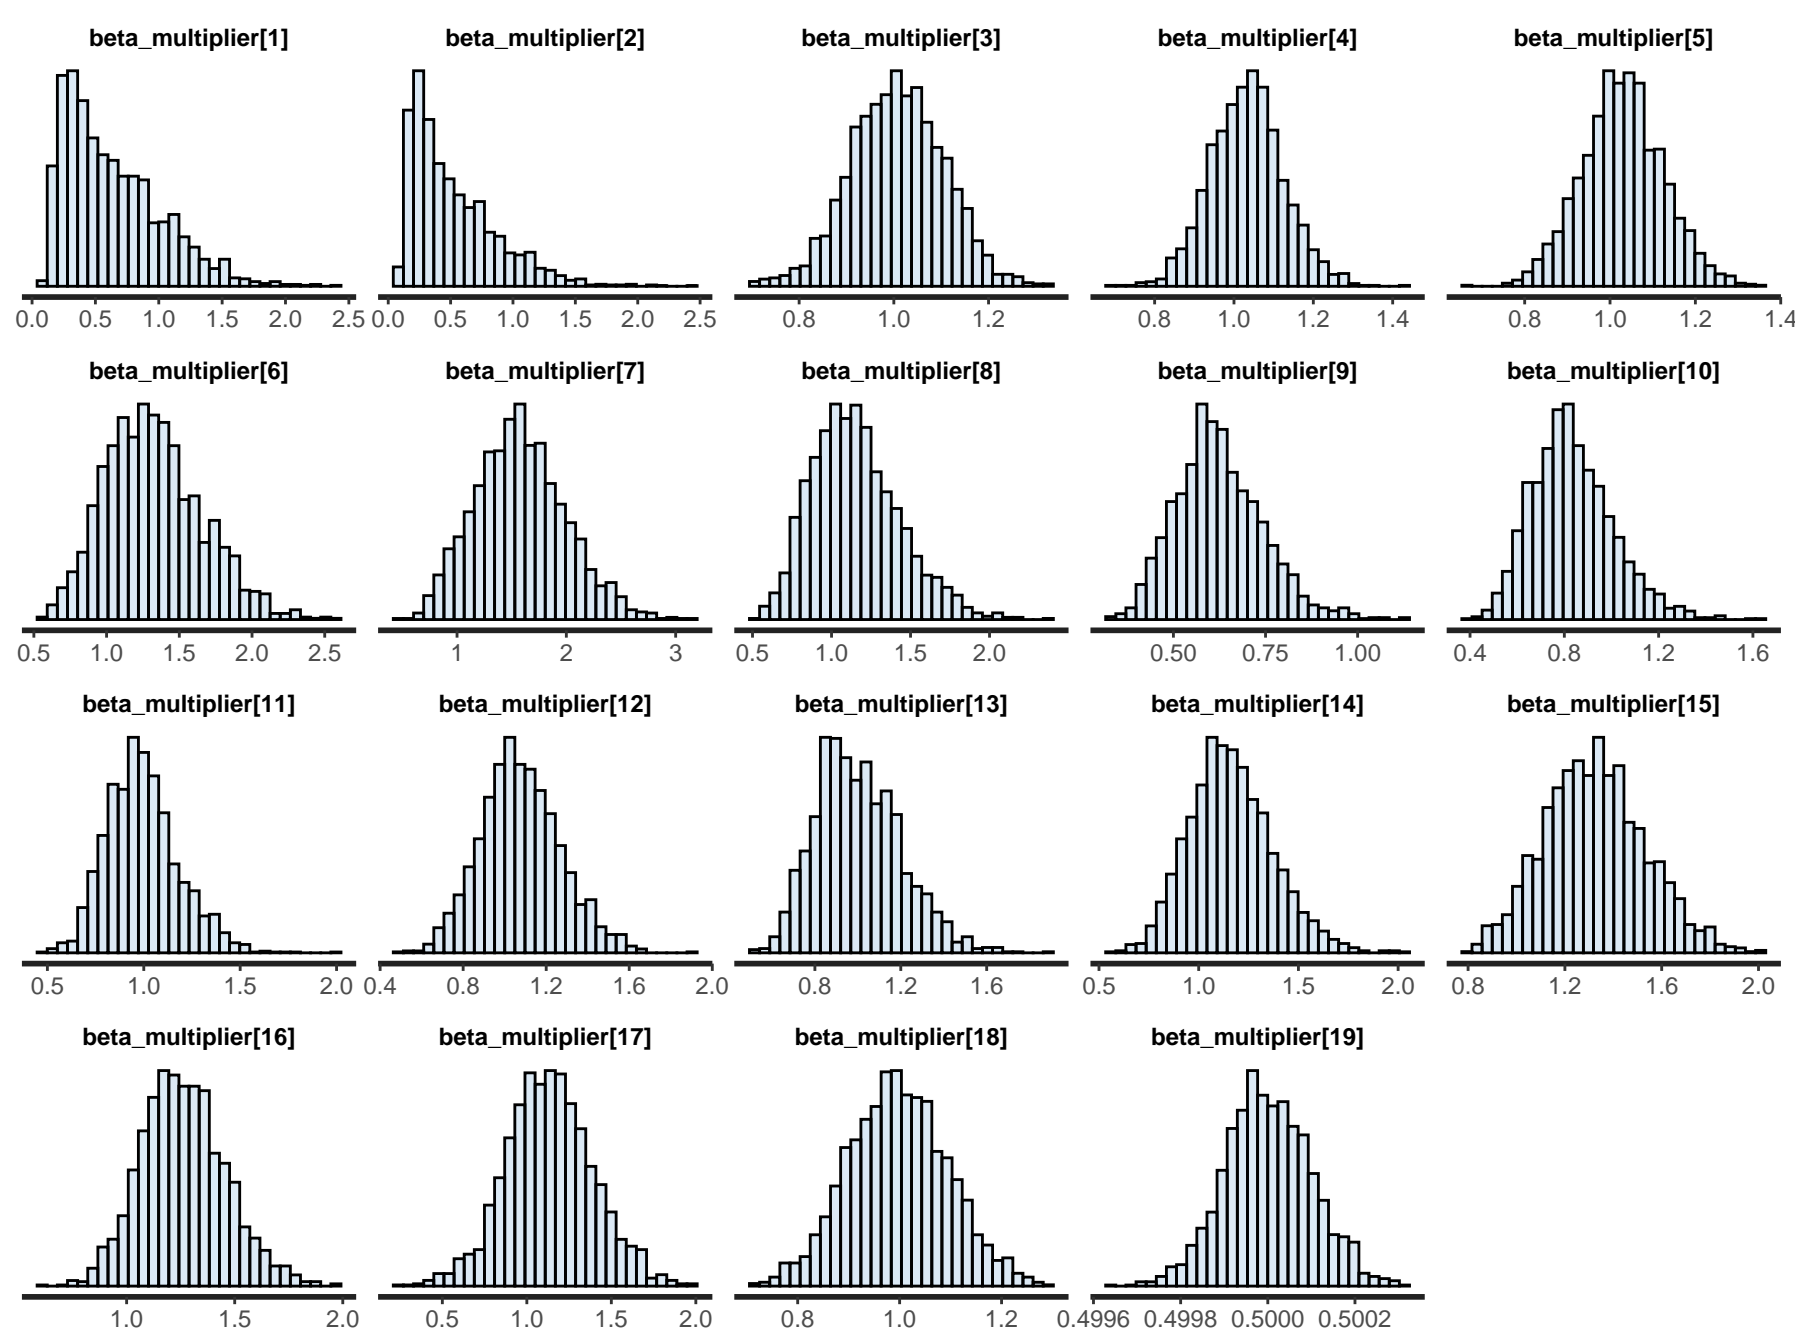 beta_multiplier[1] beta_multiplier[2] beta_multiplier[3] beta_multiplier[4] beta_multiplier[5]
0.0 0.5 1.0 1.5 2.0 2.5 0.0 0.5 1.0 1.5 2.0 2.5 0.8 1.0 1.2 0.8 1.0 1.2 1.4 0.8 1.0 1.2 1.4
beta_multiplier[6] beta_multiplier[7] beta_multiplier[8] beta_multiplier[9] beta_multiplier[10]
0.5 1.0 1.5 2.0 2.5 1 2 3 0.5 1.0 1.5 2.0 0.50 0.75 1.00 0.4 0.8 1.2 1.6
beta_multiplier[11] beta_multiplier[12] beta_multiplier[13] beta_multiplier[14] beta_multiplier[15]
0.5 1.0 1.5 2.0 0.4 0.8 1.2 1.6 2.0 0.8 1.2 1.6 0.5 1.0 1.5 2.0 0.8 1.2 1.6 2.0
beta_multiplier[16] beta_multiplier[17] beta_multiplier[18] beta_multiplier[19]
1.0 1.5 2.0 0.5 1.0 1.5 2.0 0.8 1.0 1.2 0.4996 0.4998 0.5000 0.5002